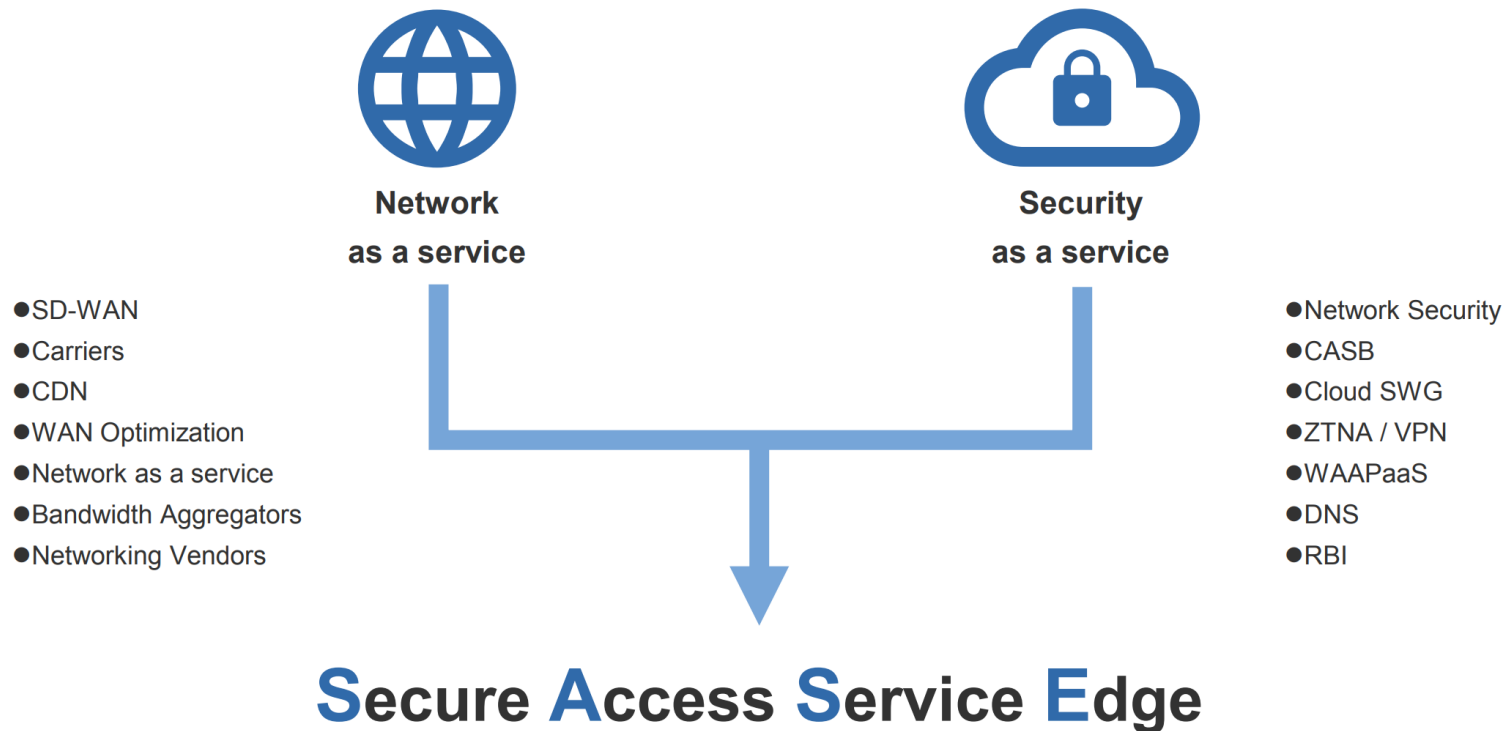 Network
as a service
Security
as a service
●SD-WAN
●Carriers
●CDN
●WAN Optimization
●Network as a service
●Bandwidth Aggregators
●Networking Vendors
●Network Security
●CASB
●Cloud SWG
●ZTNA / VPN
●WAAPaaS
●DNS
●RBI
Secure Access Service Edge